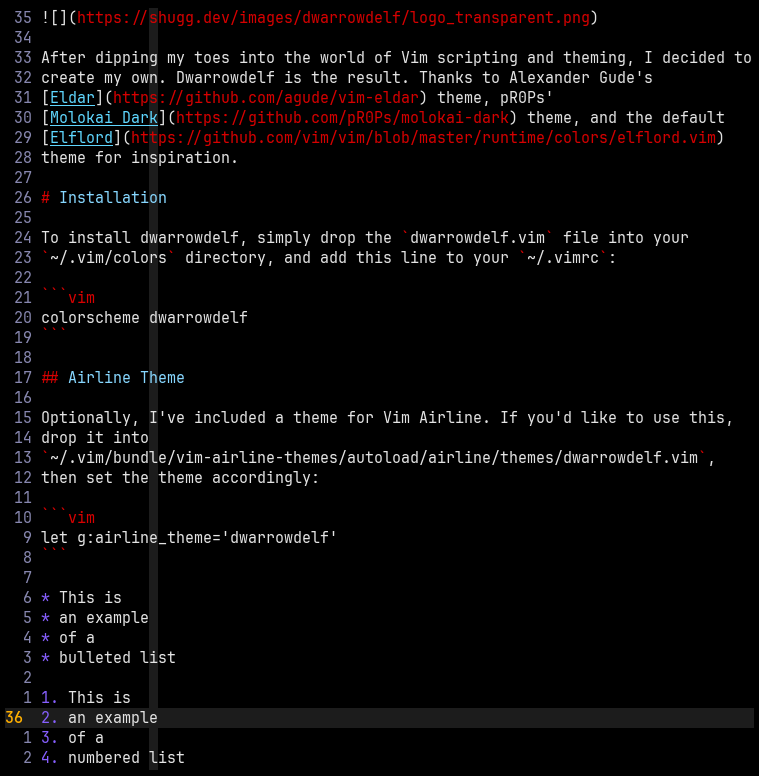 35 ![](https://shugg.dev/images/dwarrowdelf/logo_transparent.png)
34
33 After dipping my toes into the world of Vim scripting and theming, I decided to
32 create my own. Dwarrowdelf is the result. Thanks to Alexander Gude's
31 [Eldar](https://github.com/agude/vim-eldar) theme, pR0Ps'
30 [Molokai Dark](https://github.com/pR0Ps/molokai-dark) theme, and the default
29 [Elflord](https://github.com/vim/vim/blob/master/runtime/colors/elflord.vim)
28 theme for inspiration.
27
26 # Installation
25
24 To install dwarrowdelf, simply drop the `dwarrowdelf.vim` file into your
23 `~/.vim/colors` directory, and add this line to your `~/.vimrc`:
22
21 ```vim
20 colorscheme dwarrowdelf
19 ```
18
17 ## Airline Theme
16
15 Optionally, I've included a theme for Vim Airline. If you'd like to use this,
14 drop it into
13 `~/.vim/bundle/vim-airline-themes/autoload/airline/themes/dwarrowdelf.vim`,
12 then set the theme accordingly:
11
10 ```vim
9 let g:airline_theme='dwarrowdelf'
8 ```
7
6 * This is
5 * an example
4 * of a
3 * bulleted list
2
1 1. This is
36 2. an example
1 3. of a
2 4. numbered list